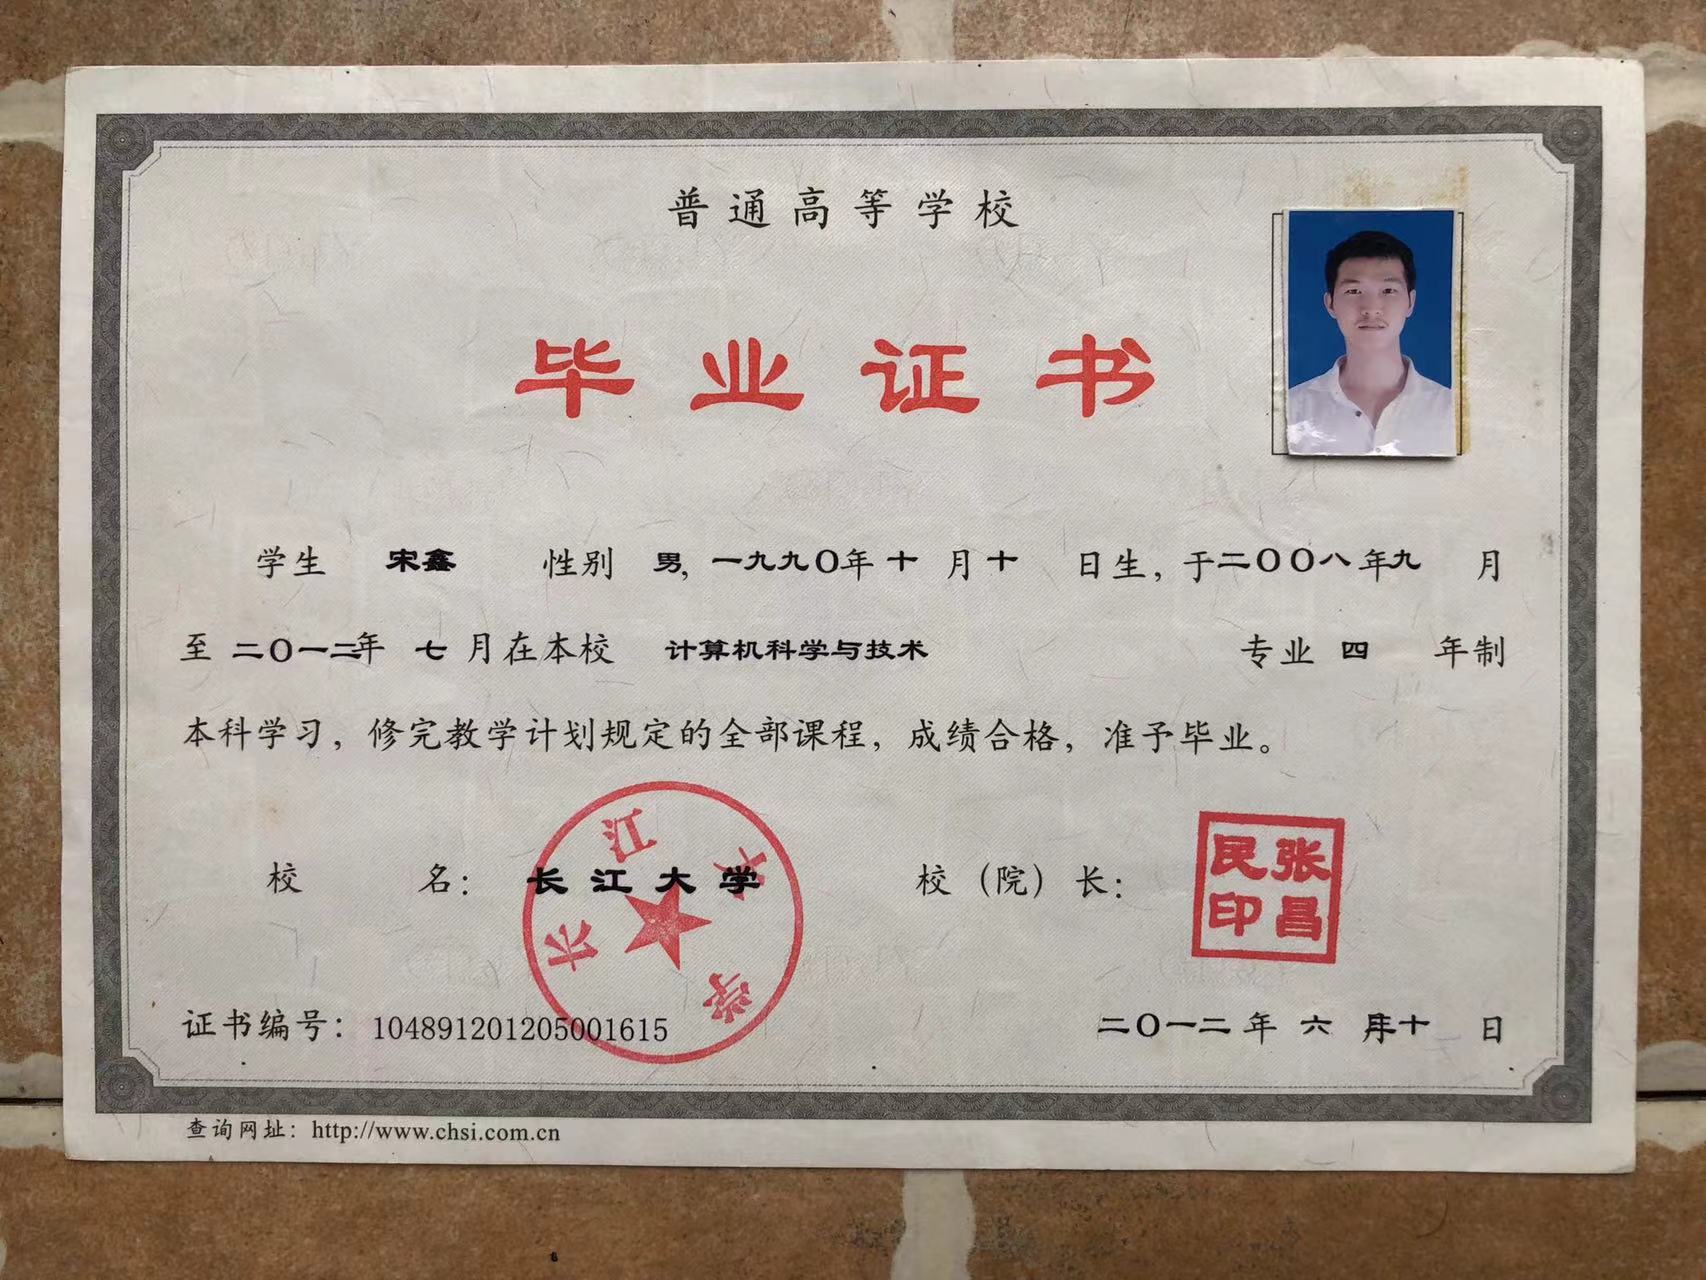 普通高等学校
毕业证书
学生 宋鑫 性别 男，一九九〇年 十 月 十 日生，于二〇〇八年九 月
至 二〇一二年 七 月在本校 计算机科学与技术 专业 四 年制
本科学习，修完教学计划规定的全部课程，成绩合格，准予毕业。
校 名： 长江大学 校（院）长：
长江大学
张昌民印
证书编号：104891201205001615 二〇一二年 六 月 十 日
查询网址：http://www.chsi.com.cn